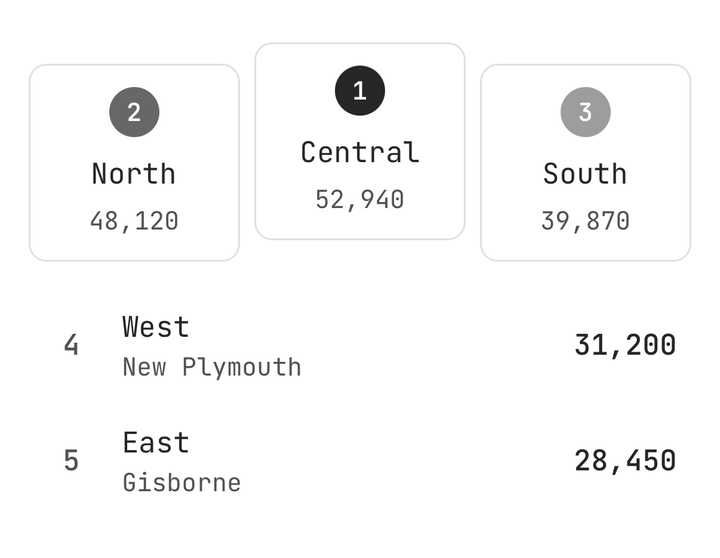 2
North
48,120
1
Central
52,940
3
South
39,870
4
West
New Plymouth
31,200
5
East
Gisborne
28,450